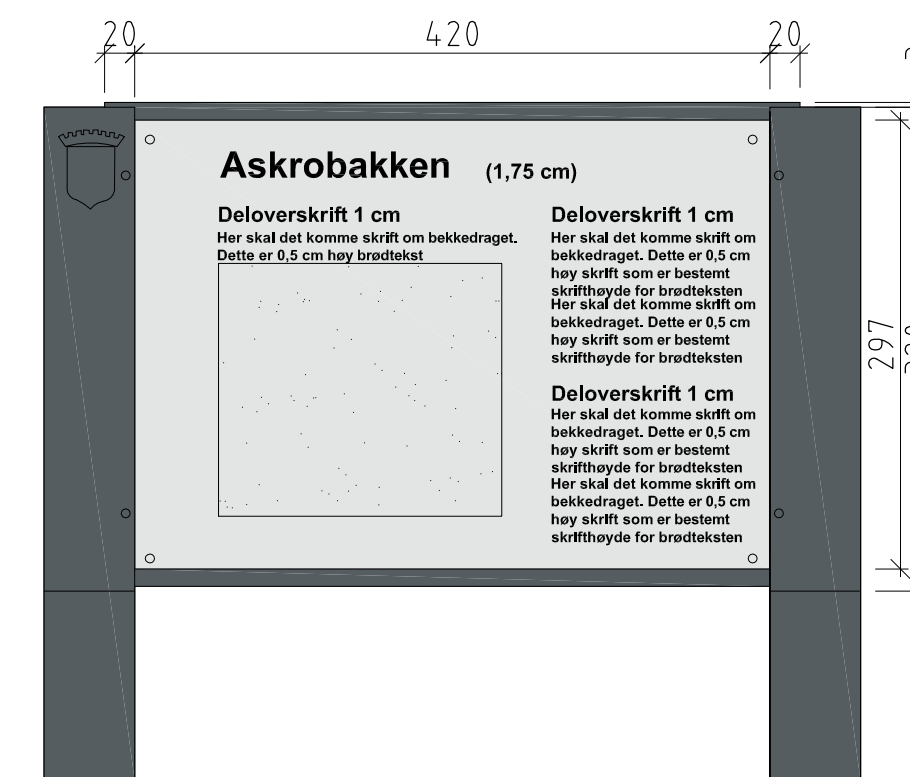 20 420 20
Askrobakken (1,75 cm)
Deloverskrift 1 cm
Her skal det komme skrift om bekkedraget.
Dette er 0,5 cm høy brødtekst
Deloverskrift 1 cm
Her skal det komme skrift om
bekkedraget. Dette er 0,5 cm
høy skrift som er bestemt
skrifthøyde for brødteksten
Her skal det komme skrift om
bekkedraget. Dette er 0,5 cm
høy skrift som er bestemt
skrifthøyde for brødteksten
Deloverskrift 1 cm
Her skal det komme skrift om
bekkedraget. Dette er 0,5 cm
høy skrift som er bestemt
skrifthøyde for brødteksten
Her skal det komme skrift om
bekkedraget. Dette er 0,5 cm
høy skrift som er bestemt
skrifthøyde for brødteksten
297